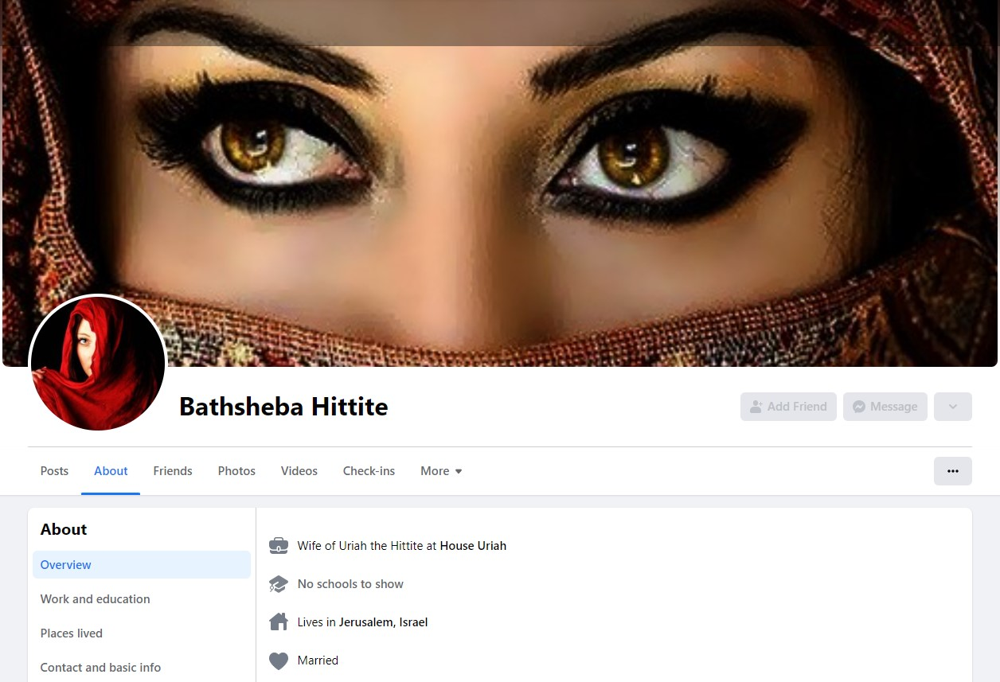 Bathsheba Hittite
Add Friend
Message
Posts
About
Friends
Photos
Videos
Check-ins
More
About
Overview
Work and education
Places lived
Contact and basic info
Wife of Uriah the Hittite at House Uriah
No schools to show
Lives in Jerusalem, Israel
Married